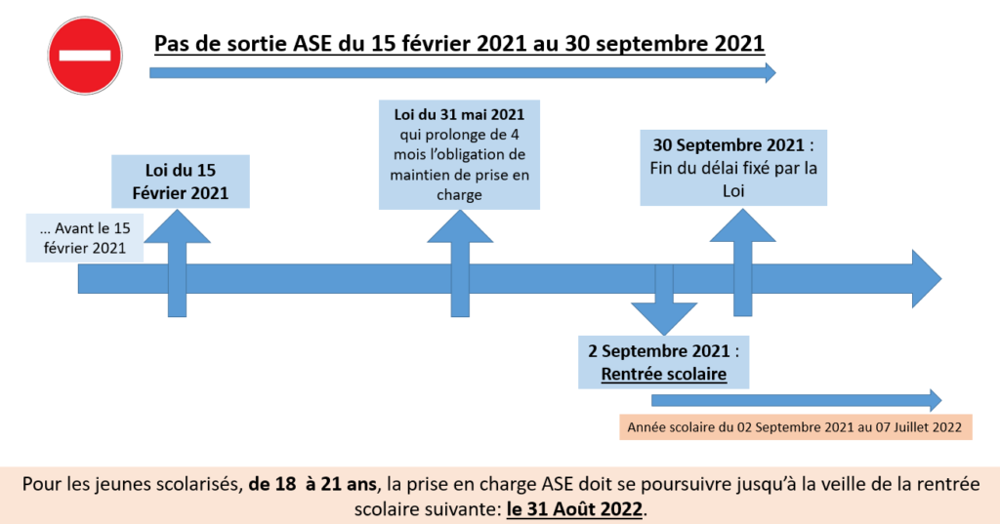 Pas de sortie ASE du 15 février 2021 au 30 septembre 2021
Loi du 31 mai 2021
qui prolonge de 4
mois l’obligation de
maintien de prise en
charge
30 Septembre 2021 :
Fin du délai fixé par la
Loi
Loi du 15
Février 2021
... Avant le 15
février 2021
2 Septembre 2021 :
Rentrée scolaire
Année scolaire du 02 Septembre 2021 au 07 Juillet 2022
Pour les jeunes scolarisés, de 18 à 21 ans, la prise en charge ASE doit se poursuivre jusqu’à la veille de la rentrée
scolaire suivante: le 31 Août 2022.